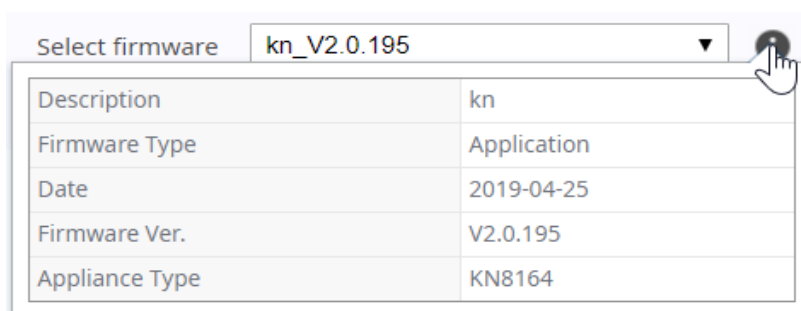 Select firmware kn_V2.0.195
Description kn
Firmware Type Application
Date 2019-04-25
Firmware Ver. V2.0.195
Appliance Type KN8164